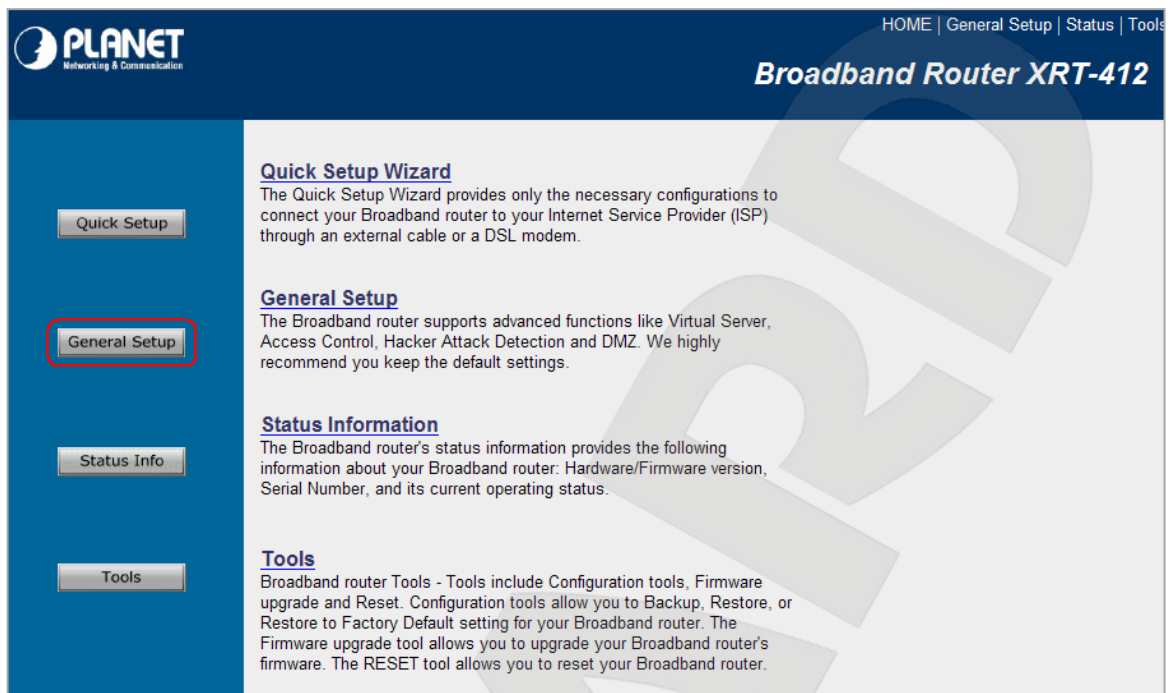 PLANET
Networking & Communication
HOME | General Setup | Status | Tools
Broadband Router XRT-412
Quick Setup
Quick Setup Wizard
The Quick Setup Wizard provides only the necessary configurations to
connect your Broadband router to your Internet Service Provider (ISP)
through an external cable or a DSL modem.
General Setup
General Setup
The Broadband router supports advanced functions like Virtual Server,
Access Control, Hacker Attack Detection and DMZ. We highly
recommend you keep the default settings.
Status Info
Status Information
The Broadband router's status information provides the following
information about your Broadband router: Hardware/Firmware version,
Serial Number, and its current operating status.
Tools
Tools
Broadband router Tools - Tools include Configuration tools, Firmware
upgrade and Reset. Configuration tools allow you to Backup, Restore, or
Restore to Factory Default setting for your Broadband router. The
Firmware upgrade tool allows you to upgrade your Broadband router's
firmware. The RESET tool allows you to reset your Broadband router.